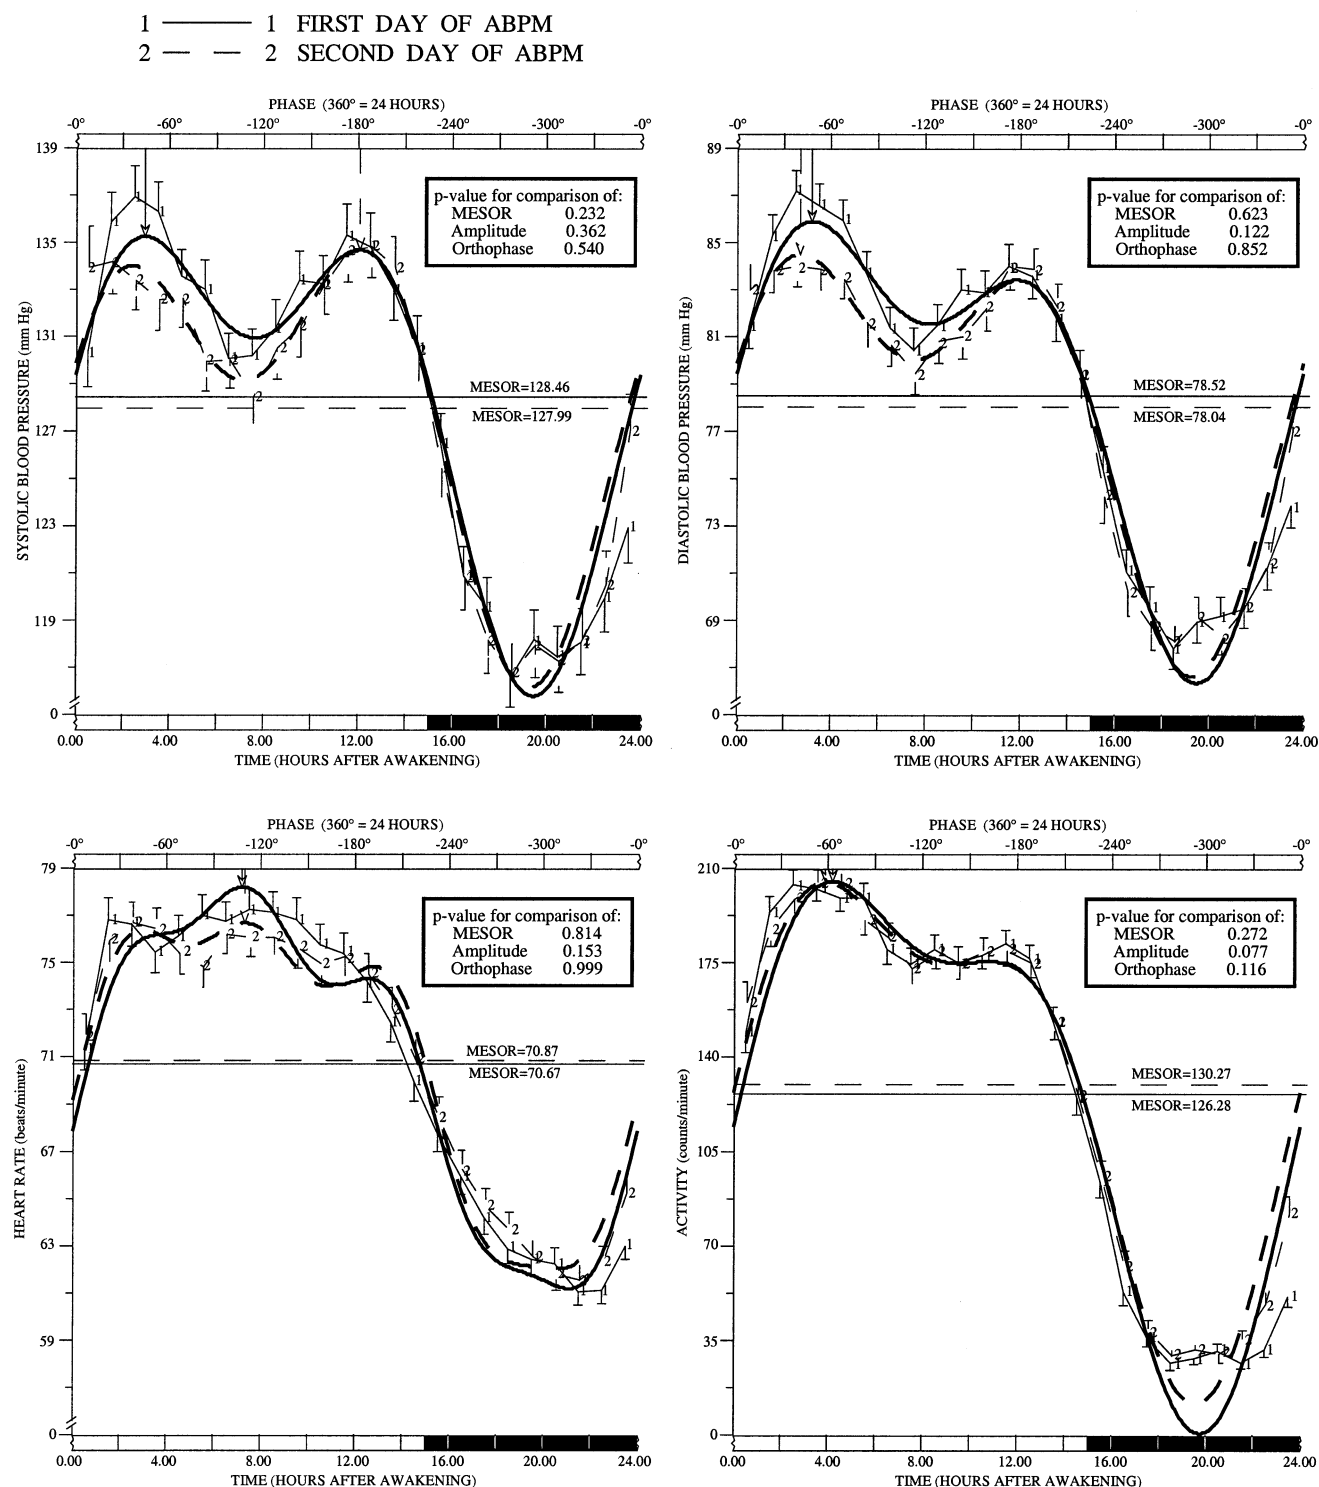 1 1 FIRST DAY OF ABPM
2 2 SECOND DAY OF ABPM
PHASE (360° = 24 HOURS)
-0° -60° -120° -180° -240° -300° -0°
139
135
131
127
123
119
0
SYSTOLIC BLOOD PRESSURE (mm Hg)
p-value for comparison of:
MESOR 0.232
Amplitude 0.362
Orthophase 0.540
MESOR=128.46
MESOR=127.99
0.00 4.00 8.00 12.00 16.00 20.00 24.00
TIME (HOURS AFTER AWAKENING)
PHASE (360° = 24 HOURS)
-0° -60° -120° -180° -240° -300° -0°
89
85
81
77
73
69
0
DIASTOLIC BLOOD PRESSURE (mm Hg)
p-value for comparison of:
MESOR 0.623
Amplitude 0.122
Orthophase 0.852
MESOR=78.52
MESOR=78.04
0.00 4.00 8.00 12.00 16.00 20.00 24.00
TIME (HOURS AFTER AWAKENING)
PHASE (360° = 24 HOURS)
-0° -60° -120° -180° -240° -300° -0°
79
75
71
67
63
59
0
HEART RATE (beats/minute)
p-value for comparison of:
MESOR 0.814
Amplitude 0.153
Orthophase 0.999
MESOR=70.87
MESOR=70.67
0.00 4.00 8.00 12.00 16.00 20.00 24.00
TIME (HOURS AFTER AWAKENING)
PHASE (360° = 24 HOURS)
-0° -60° -120° -180° -240° -300° -0°
210
175
140
105
70
35
0
ACTIVITY (counts/minute)
p-value for comparison of:
MESOR 0.272
Amplitude 0.077
Orthophase 0.116
MESOR=130.27
MESOR=126.28
0.00 4.00 8.00 12.00 16.00 20.00 24.00
TIME (HOURS AFTER AWAKENING)